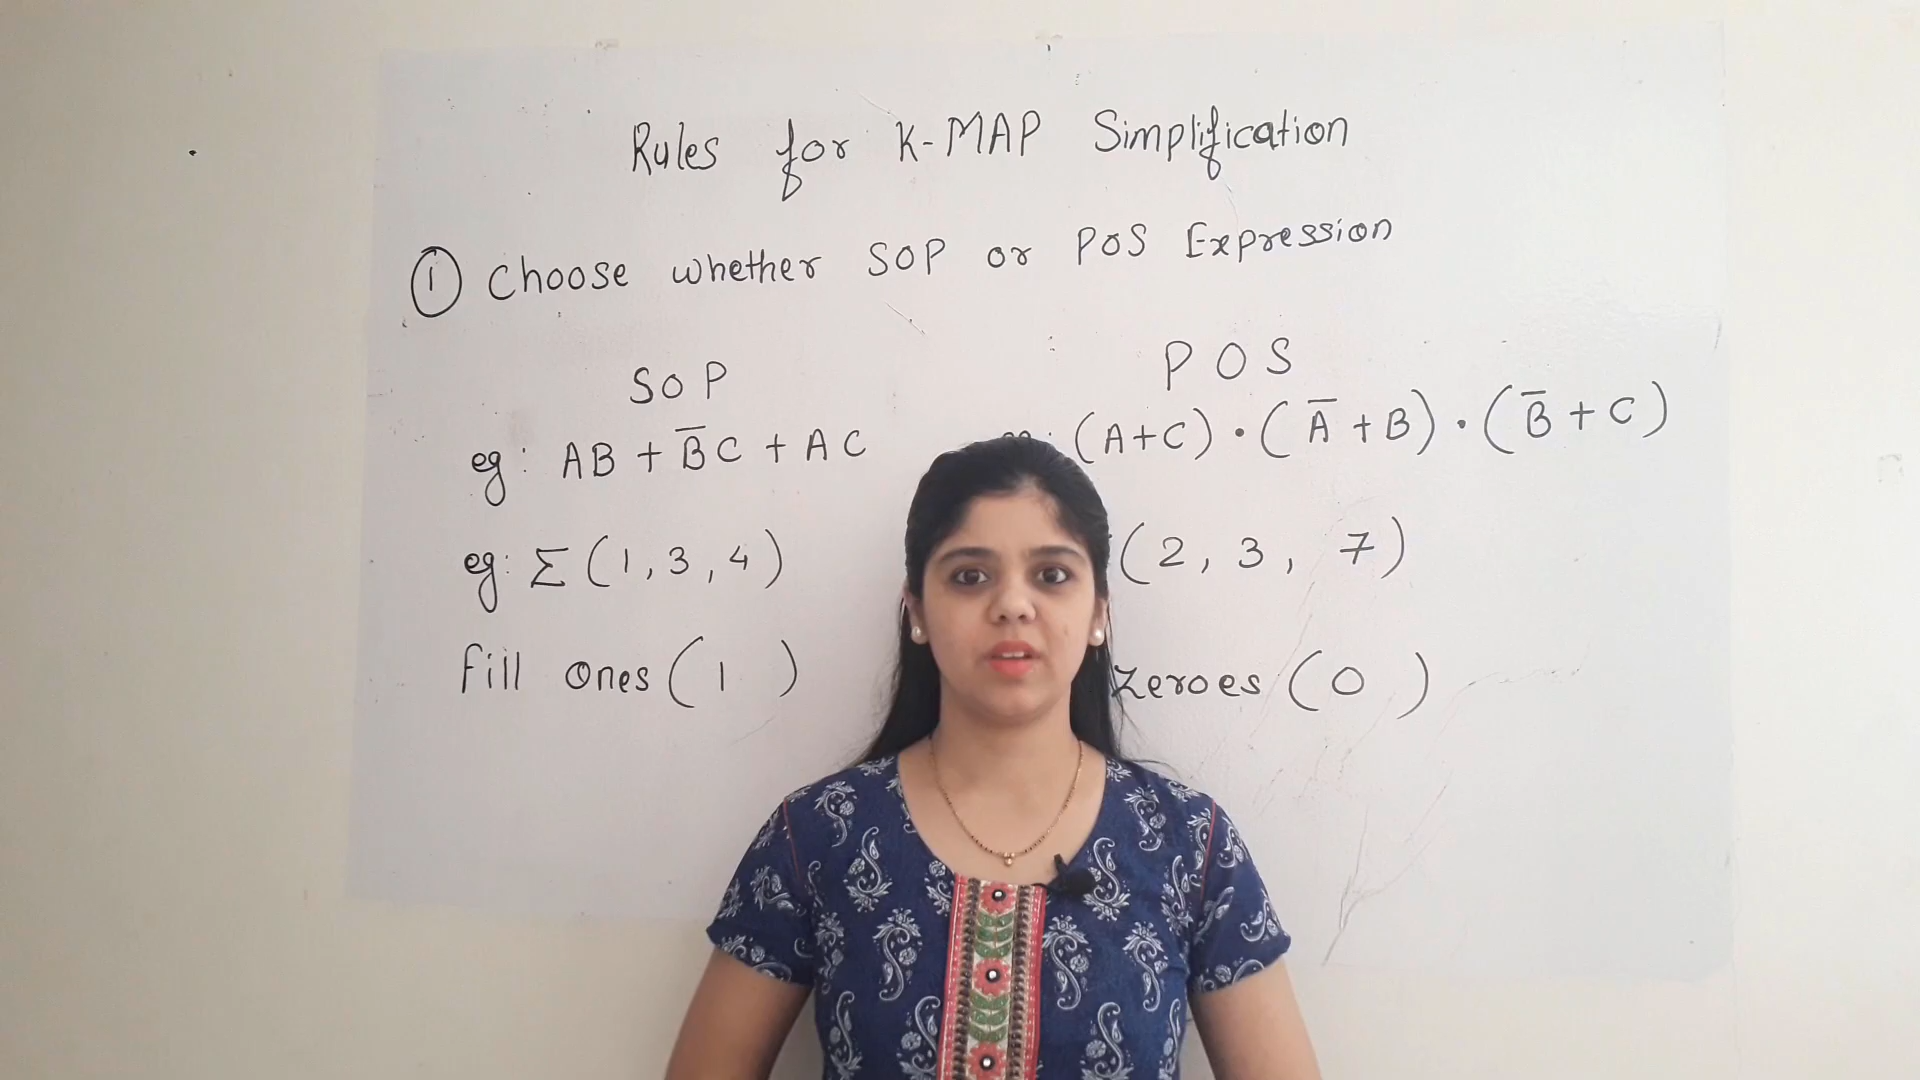 Rules for K-MAP Simplification
① Choose whether SOP or POS Expression
SOP
eg: AB + B̅C + AC
eg: Σ (1, 3, 4)
Fill ones ( 1 )
POS
(A+C) · (A̅+B) · (B̅+C)
(2, 3, 7)
Zeroes ( 0 )